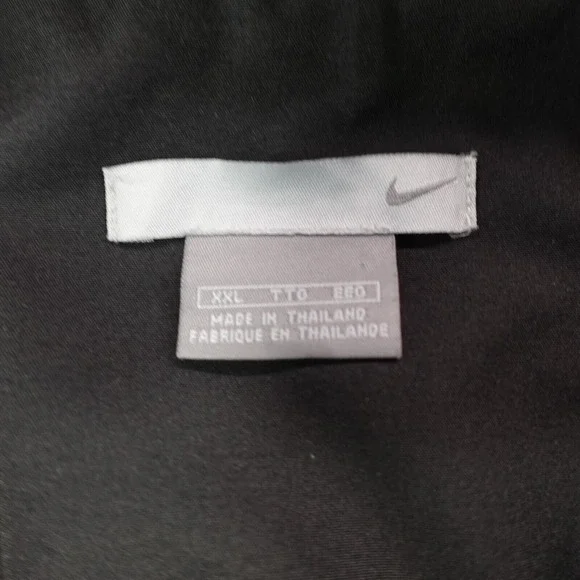 XXL TTG EEG
MADE IN THAILAND
FABRIQUE EN THAILANDE